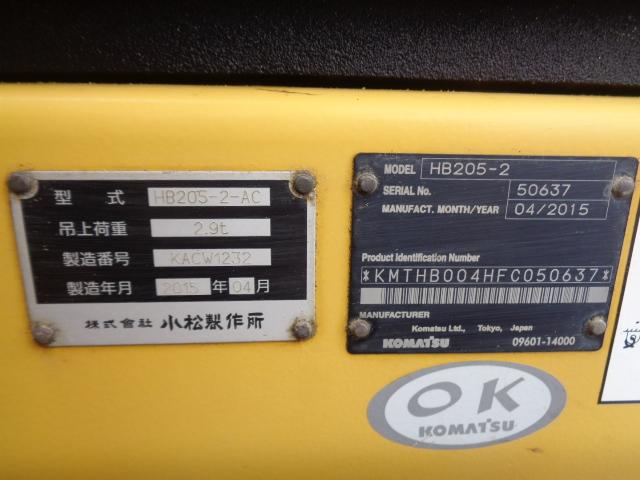 型式 HB205-2-AC
吊上荷重 2.9t
製造番号 KACW1232
製造年月 2015 年 04 月
株式会社 小松製作所
MODEL HB205-2
SERIAL No. 50637
MANUFACT. MONTH/YEAR 04/2015
Product Identification Number
*KMTHB004HFC050637*
MANUFACTURER
Komatsu Ltd., Tokyo, Japan
KOMATSU 09601-14000
OK
KOMATSU